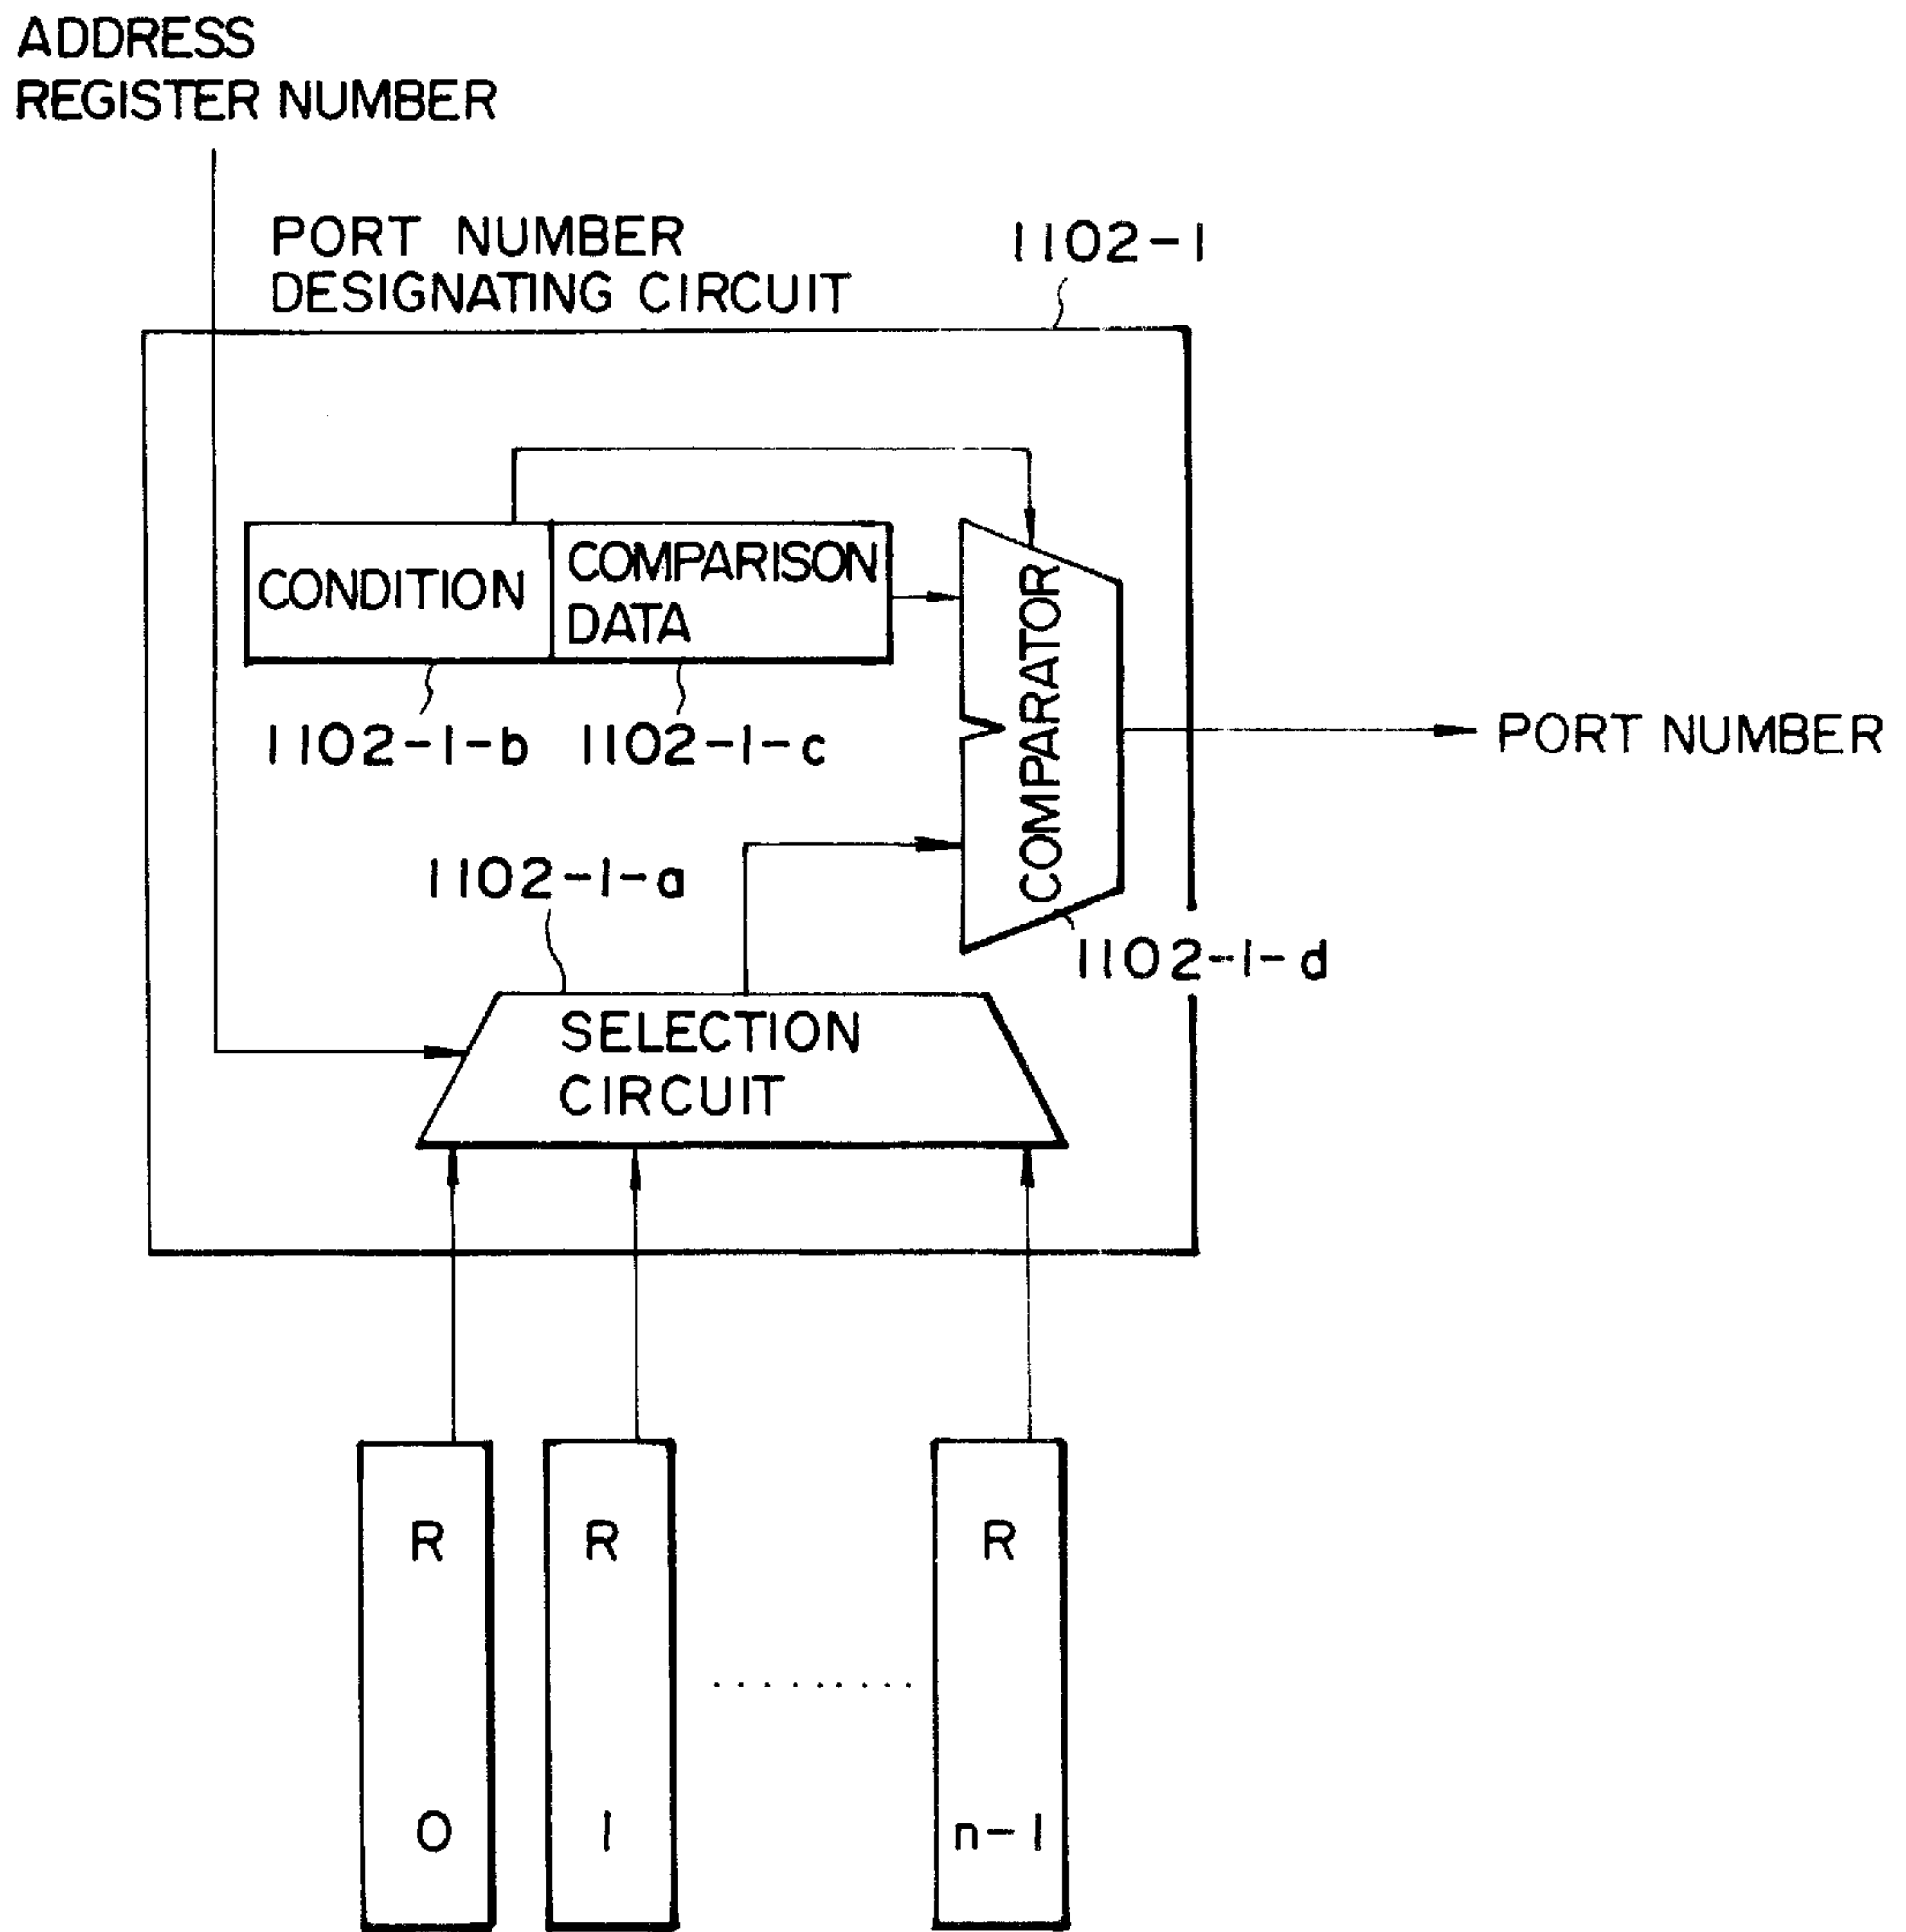 ADDRESS
REGISTER NUMBER
PORT NUMBER
DESIGNATING CIRCUIT
1102-1
CONDITION
COMPARISON
DATA
COMPARATOR
1102-1-b
1102-1-c
PORT NUMBER
1102-1-a
1102-1-d
SELECTION
CIRCUIT
R
R
R
0
1
n-1